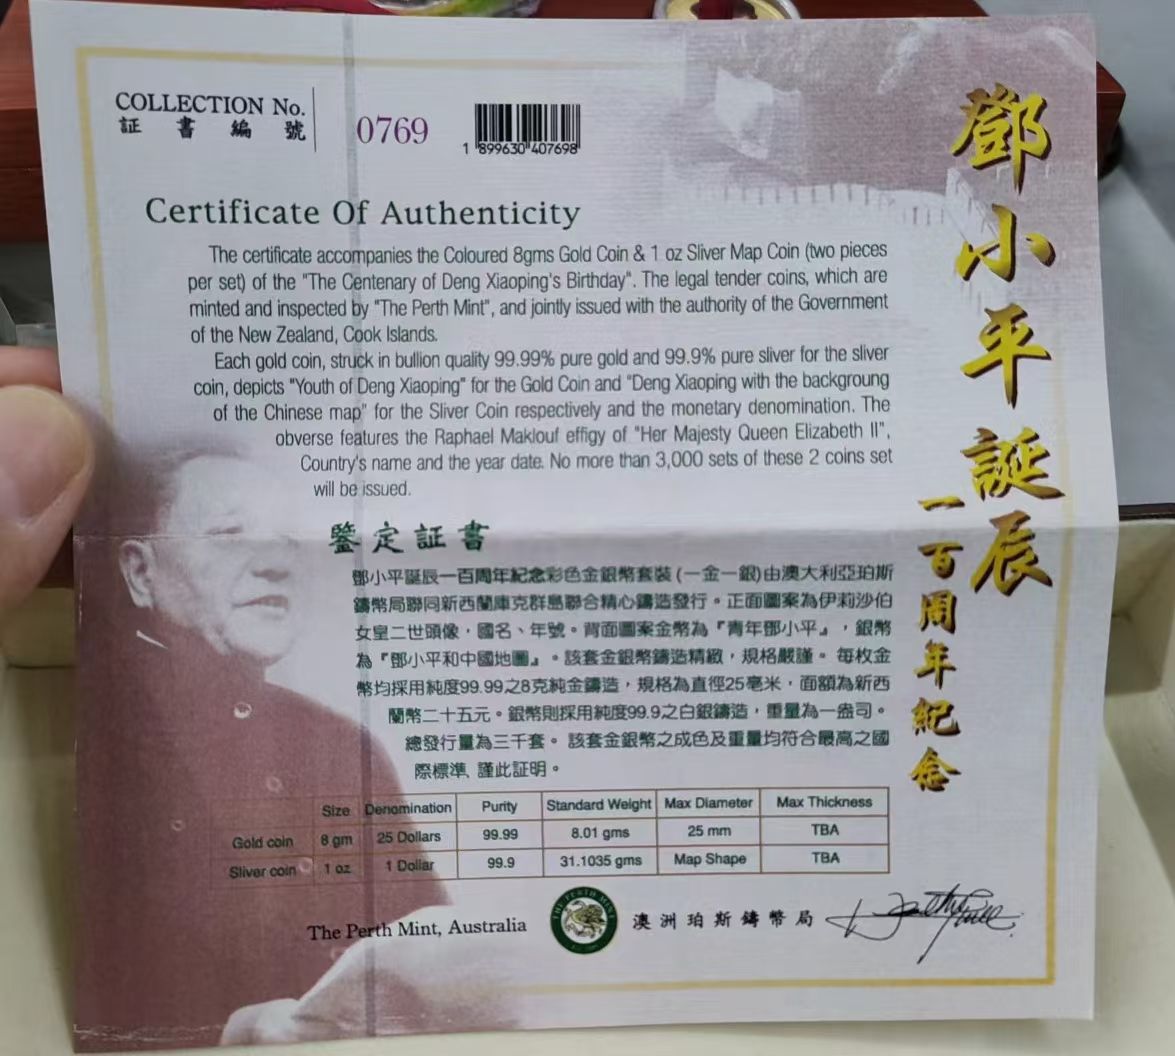 COLLECTION No.
証書編號
0769
1 899630 407698
Certificate Of Authenticity
The certificate accompanies the Coloured 8gms Gold Coin & 1 oz Sliver Map Coin (two pieces
per set) of the "The Centenary of Deng Xiaoping's Birthday". The legal tender coins, which are
minted and inspected by "The Perth Mint", and jointly issued with the authority of the Government
of the New Zealand, Cook Islands.
Each gold coin, struck in bullion quality 99.99% pure gold and 99.9% pure sliver for the sliver
coin, depicts "Youth of Deng Xiaoping" for the Gold Coin and "Deng Xiaoping with the backgroung
of the Chinese map" for the Sliver Coin respectively and the monetary denomination. The
obverse features the Raphael Maklouf effigy of "Her Majesty Queen Elizabeth II",
Country's name and the year date. No more than 3,000 sets of these 2 coins set
will be issued.
鑒定証書
鄧小平誕辰一百周年紀念彩色金銀幣套裝(一金一銀)由澳大利亞珀斯
鑄幣局聯同新西蘭庫克群島聯合精心鑄造發行。正面圖案為伊莉沙伯
女皇二世頭像，國名、年號。背面圖案金幣為『青年鄧小平』，銀幣
為『鄧小平和中國地圖』。該套金銀幣鑄造精緻，規格嚴謹。每枚金
幣均採用純度99.99之8克純金鑄造，規格為直徑25毫米，面額為新西
蘭幣二十五元。銀幣則採用純度99.9之白銀鑄造，重量為一盎司。
總發行量為三千套。該套金銀幣之成色及重量均符合最高之國
際標準，謹此証明。
Size Denomination Purity Standard Weight Max Diameter Max Thickness
Gold coin 8 gm 25 Dollars 99.99 8.01 gms 25 mm TBA
Sliver coin 1 oz 1 Dollar 99.9 31.1035 gms Map Shape TBA
The Perth Mint, Australia
THE PERTH MINT
澳洲珀斯鑄幣局
鄧小平誕辰
一百周年紀念